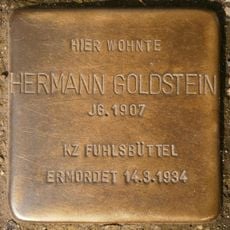 HIER WOHNTE
HERMANN GOLDSTEIN
JG. 1907
KZ FUHLSBÜTTEL
ERMORDET 14.3.1934